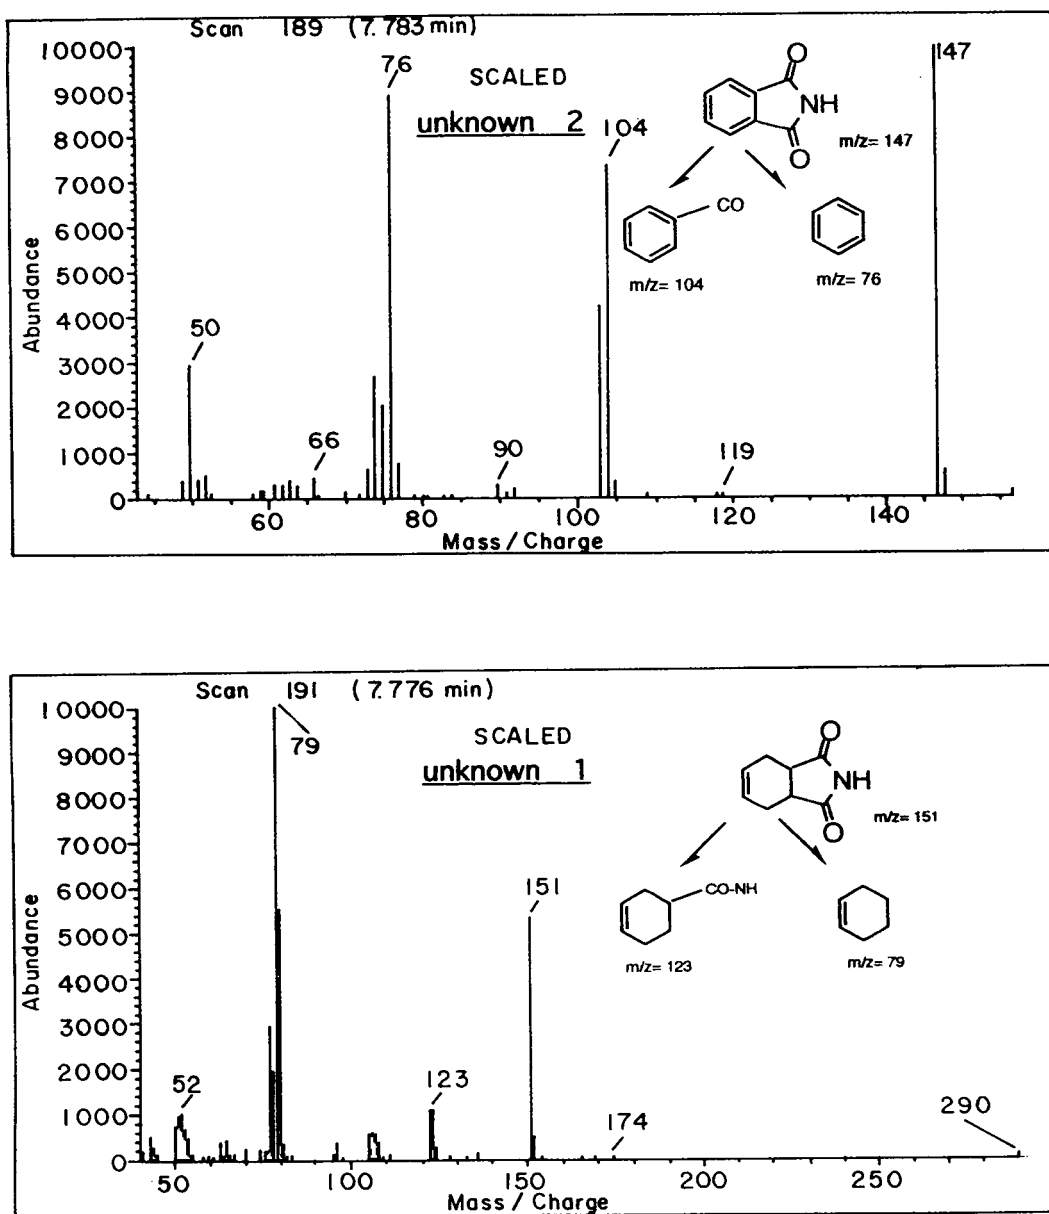 Scan 189 (7.783 min)
SCALED
unknown 2
Abundance
10000
9000
8000
7000
6000
5000
4000
3000
2000
1000
0
50
66
76
90
104
119
147
O
NH
O
m/z= 147
CO
m/z= 104
m/z= 76
60
80
100
120
140
Mass/Charge
Scan 191 (7.776 min)
SCALED
unknown 1
Abundance
10000
9000
8000
7000
6000
5000
4000
3000
2000
1000
0
52
79
123
151
174
290
O
NH
O
m/z= 151
CO-NH
m/z= 123
m/z= 79
50
100
150
200
250
Mass/Charge